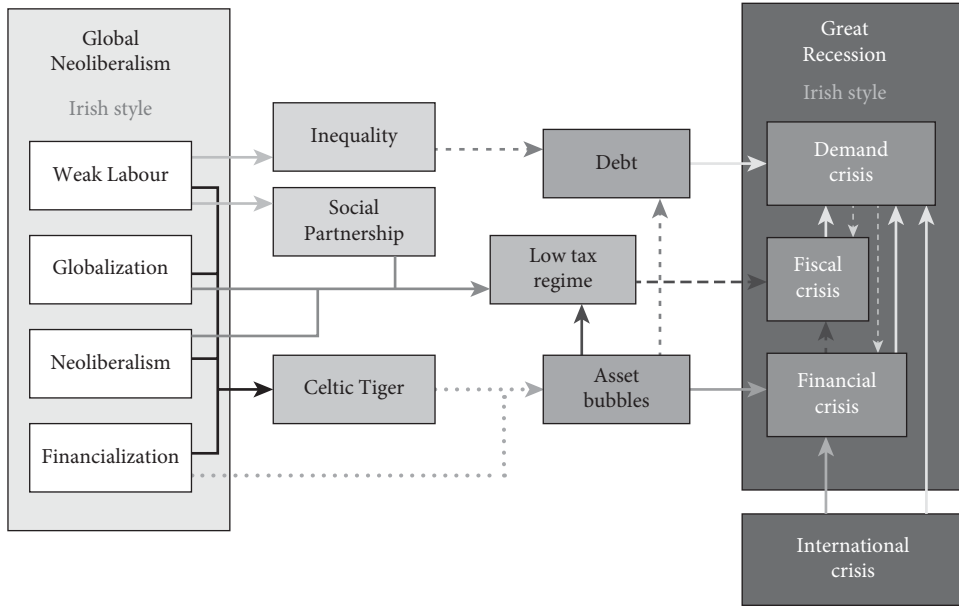 Global
Neoliberalism
Irish style
Weak Labour
Globalization
Neoliberalism
Financialization
Inequality
Social
Partnership
Celtic Tiger
Debt
Low tax
regime
Asset
bubbles
Great
Recession
Irish style
Demand
crisis
Fiscal
crisis
Financial
crisis
International
crisis